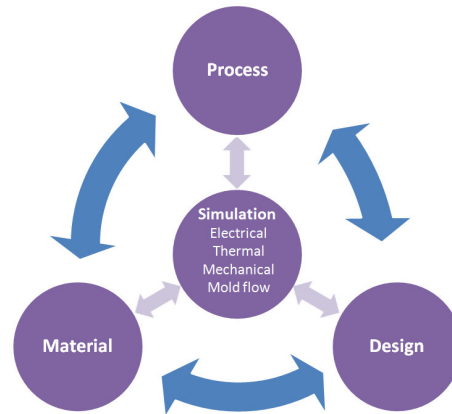 Process
Simulation
Electrical
Thermal
Mechanical
Mold flow
Material
Design